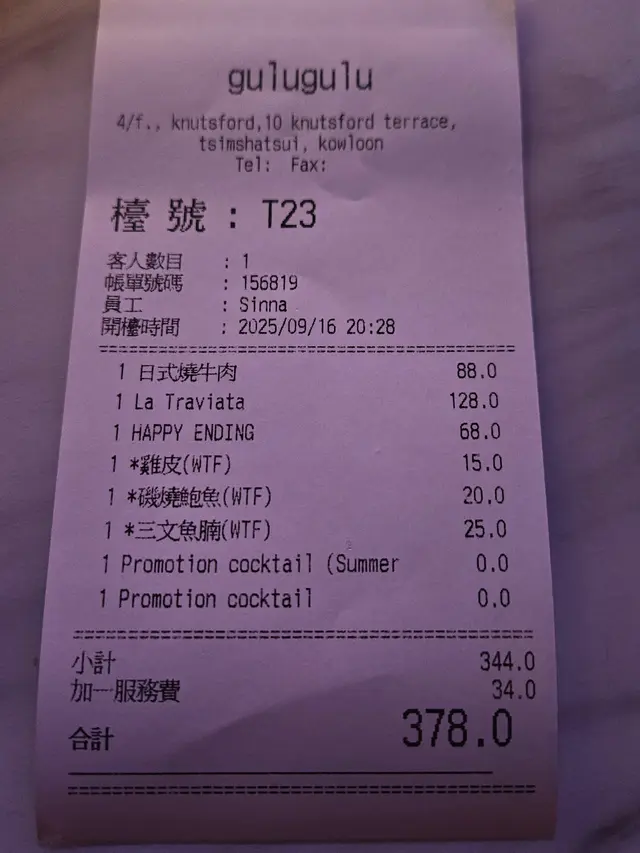 gulugulu
4/f., knutsford,10 knutsford terrace,
tsimshatsui, kowloon
Tel: Fax:
檯號 : T23
客人數目 : 1
帳單號碼 : 156819
員工 : Sinna
開檯時間 : 2025/09/16 20:28
1 日式燒牛肉 88.0
1 La Traviata 128.0
1 HAPPY ENDING 68.0
1 *雞皮(WTF) 15.0
1 *磯燒鮑魚(WTF) 20.0
1 *三文魚腩(WTF) 25.0
1 Promotion cocktail (Summer 0.0
1 Promotion cocktail 0.0
小計 344.0
加一服務費 34.0
合計 378.0